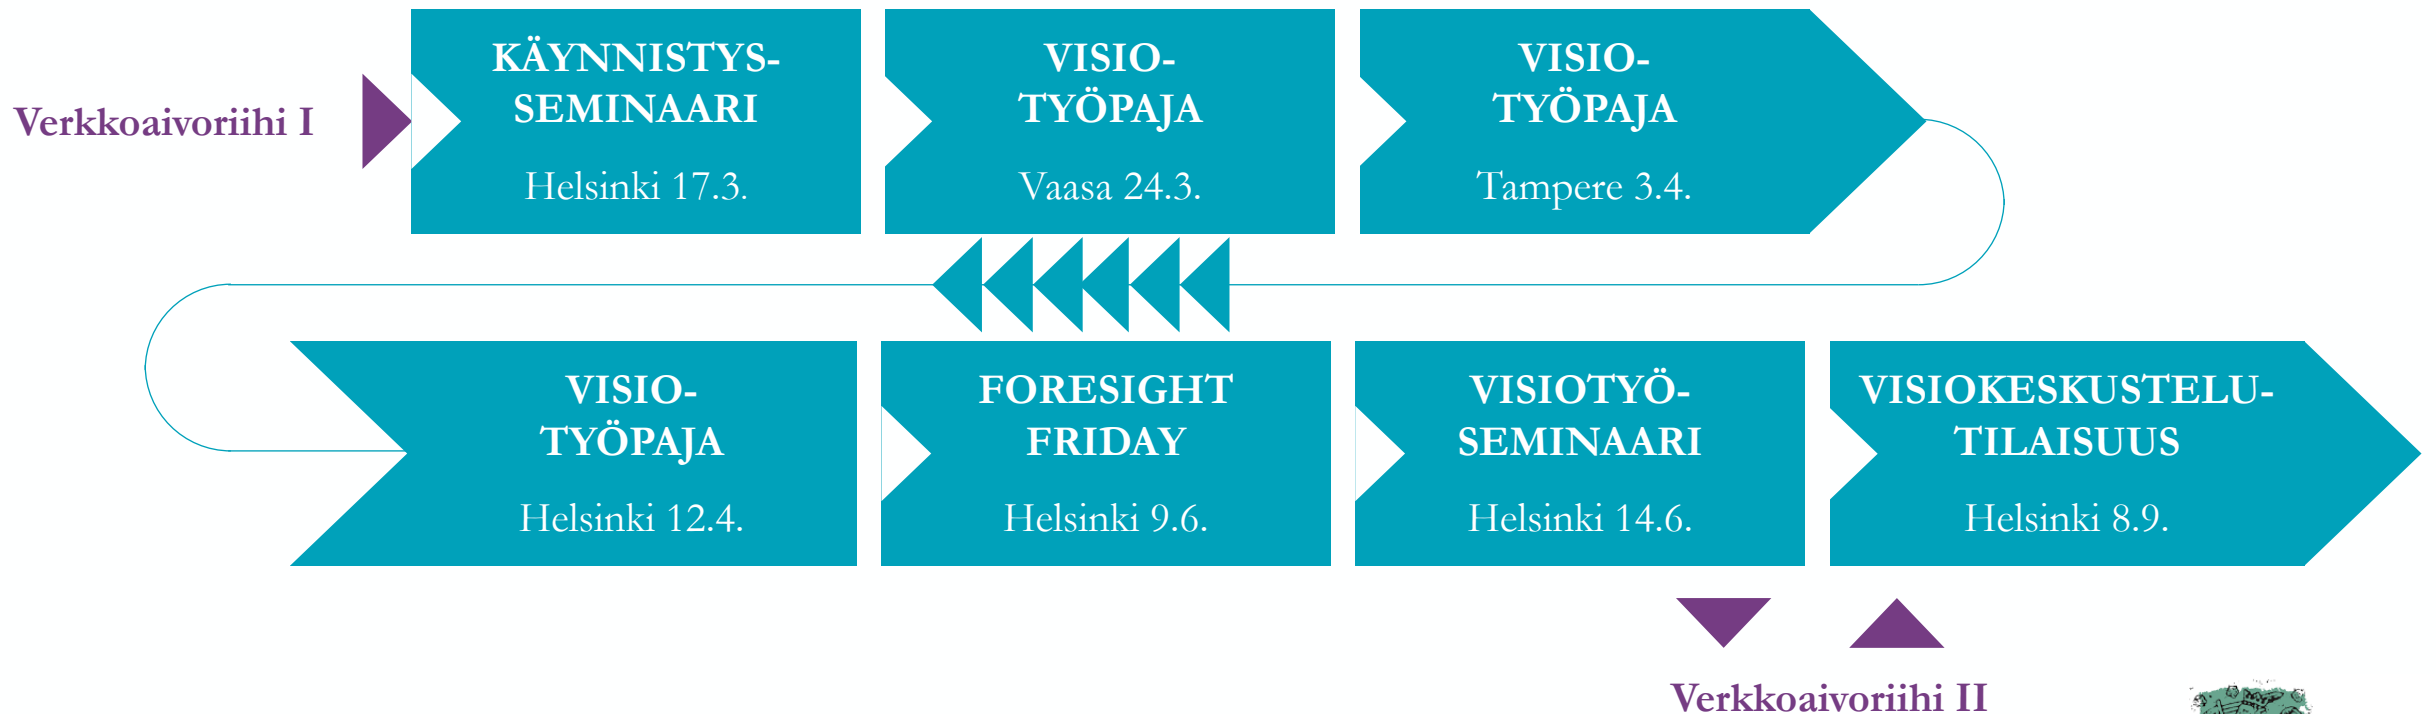 Verkkoaivoriihi I
KÄYNNISTYS-
SEMINAARI
Helsinki 17.3.
VISIO-
TYÖPAJA
Vaasa 24.3.
VISIO-
TYÖPAJA
Tampere 3.4.
VISIO-
TYÖPAJA
Helsinki 12.4.
FORESIGHT
FRIDAY
Helsinki 9.6.
VISIOTYÖ-
SEMINAARI
Helsinki 14.6.
VISIOKESKUSTELU-
TILAISUUS
Helsinki 8.9.
Verkkoaivoriihi II